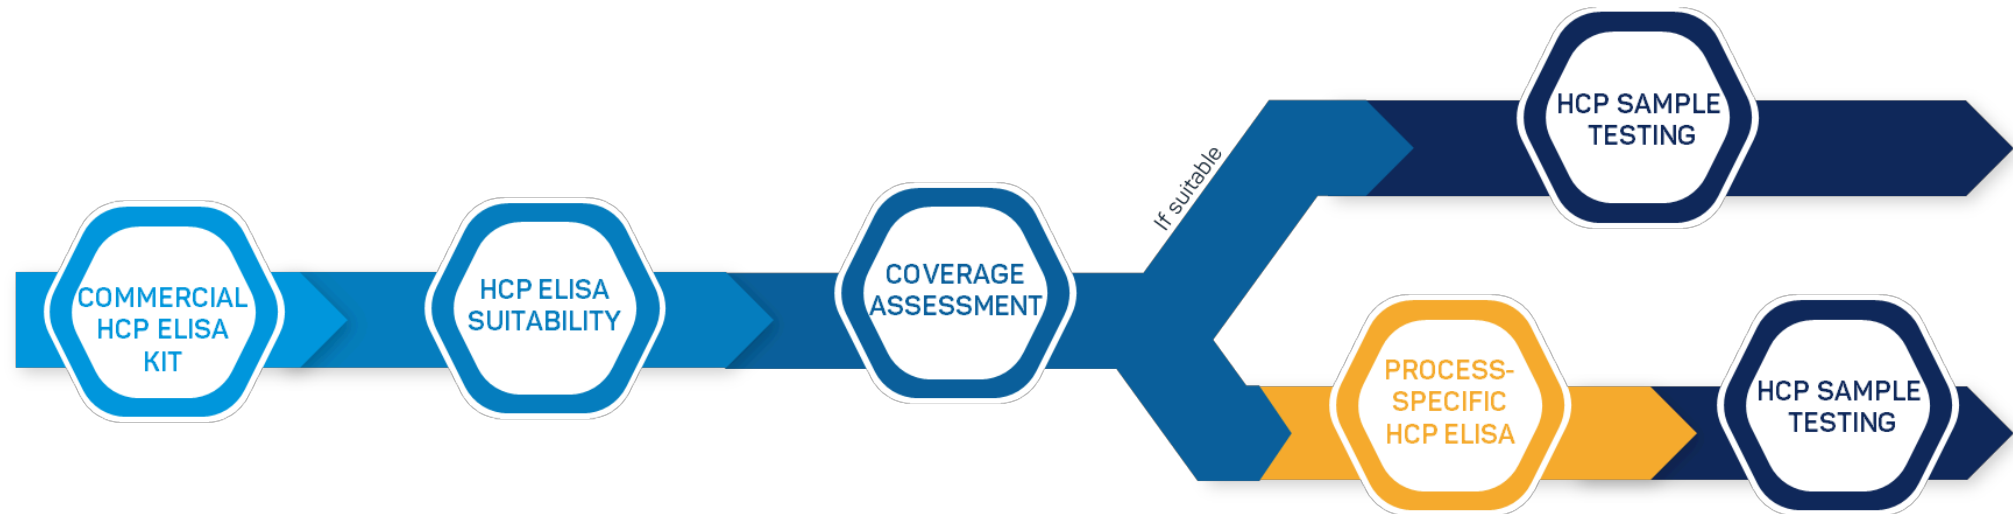 COMMERCIAL
HCP ELISA
KIT
HCP ELISA
SUITABILITY
COVERAGE
ASSESSMENT
If suitable
HCP SAMPLE
TESTING
PROCESS-
SPECIFIC
HCP ELISA
HCP SAMPLE
TESTING